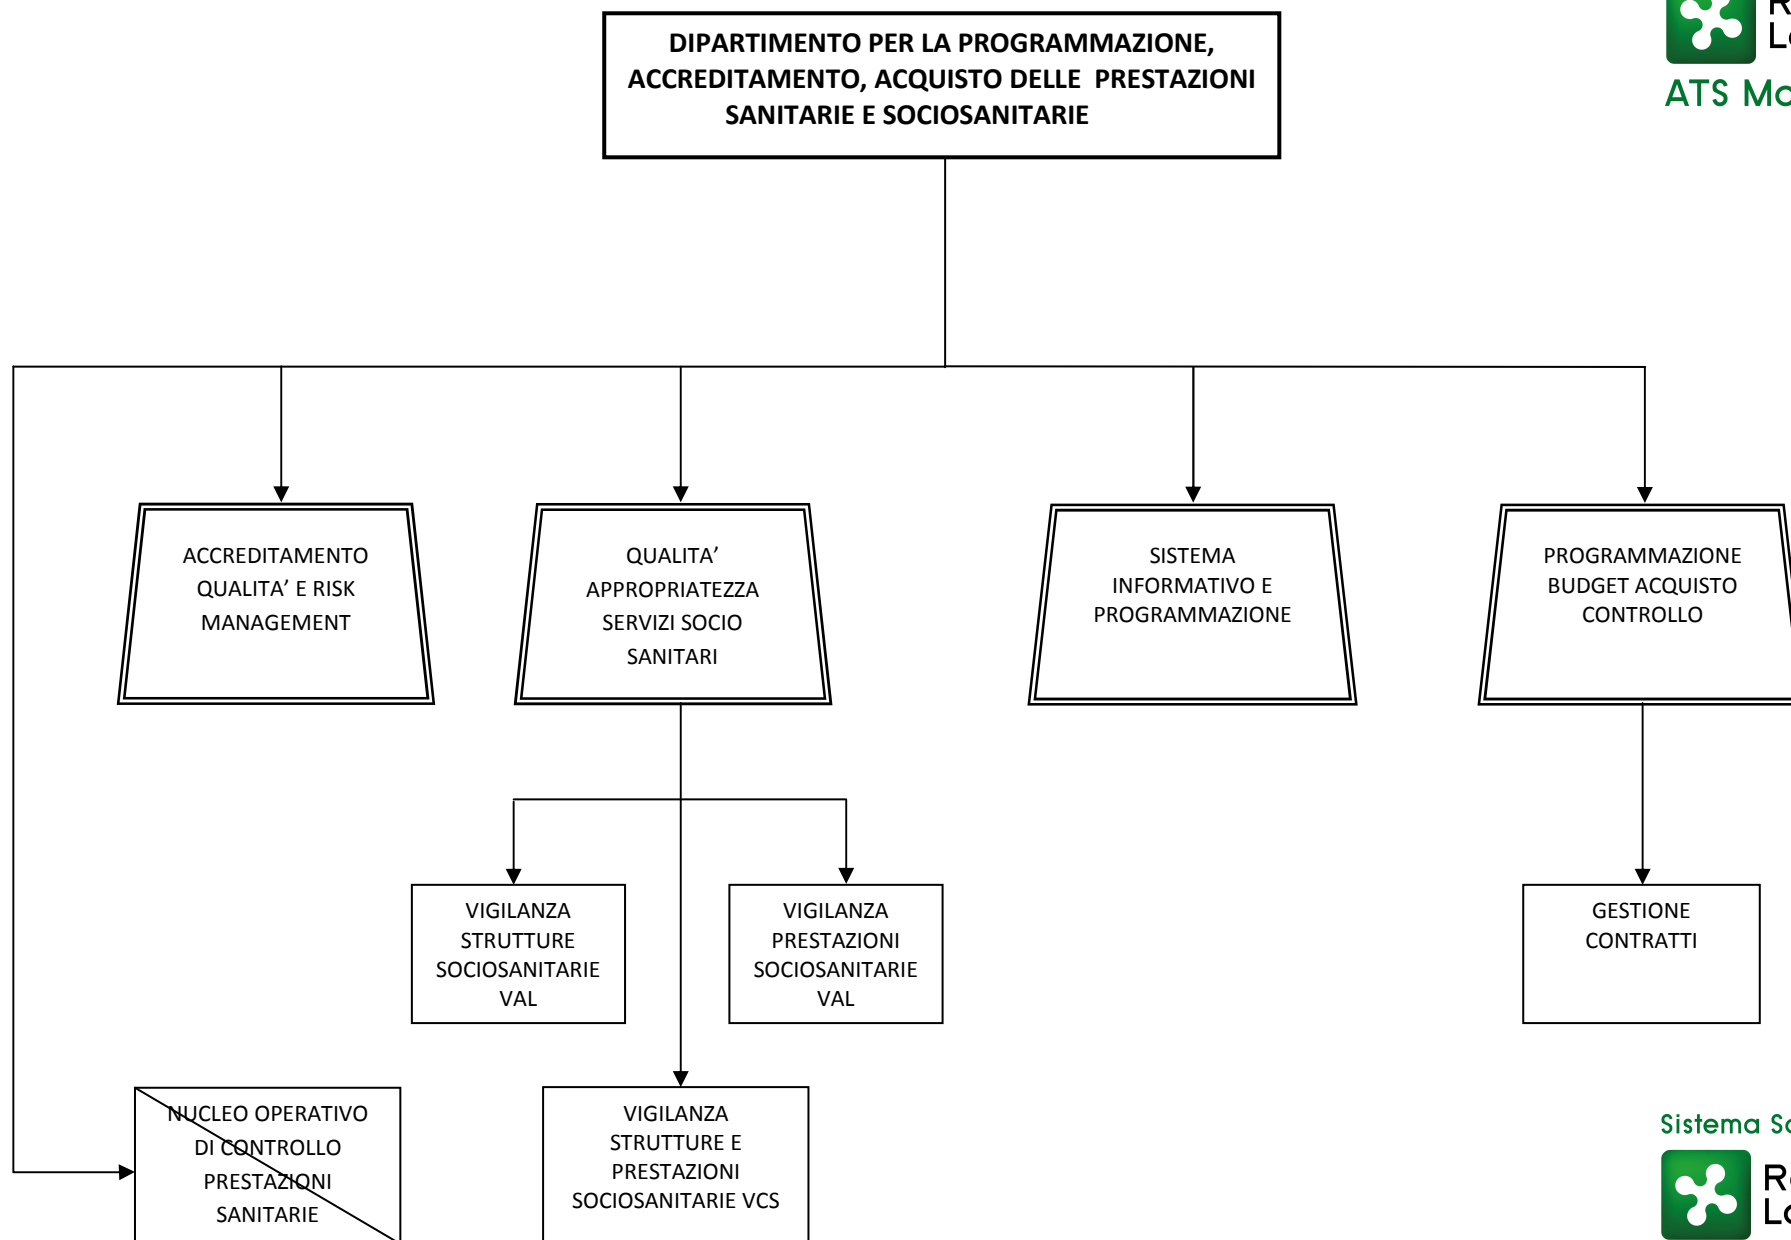 DIPARTIMENTO PER LA PROGRAMMAZIONE,
ACCREDITAMENTO, ACQUISTO DELLE PRESTAZIONI
SANITARIE E SOCIOSANITARIE
ATS
ACCREDITAMENTO
QUALITA’ E RISK
MANAGEMENT
QUALITA’
APPROPRIATEZZA
SERVIZI SOCIO
SANITARI
SISTEMA
INFORMATIVO E
PROGRAMMAZIONE
PROGRAMMAZIONE
BUDGET ACQUISTO
CONTROLLO
VIGILANZA
STRUTTURE
SOCIOSANITARIE
VAL
VIGILANZA
PRESTAZIONI
SOCIOSANITARIE
VAL
GESTIONE
CONTRATTI
NUCLEO OPERATIVO
DI CONTROLLO
PRESTAZIONI
SANITARIE
VIGILANZA
STRUTTURE E
PRESTAZIONI
SOCIOSANITARIE VCS
Sistema